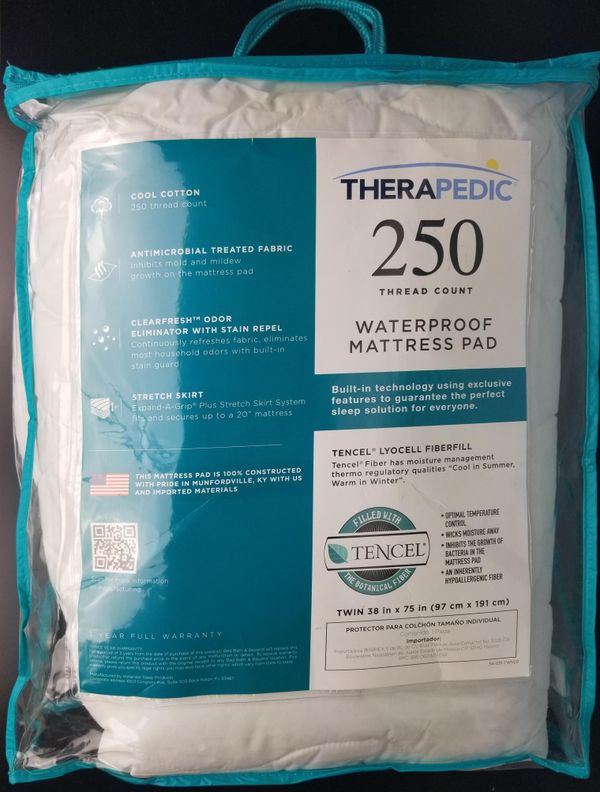 COOL COTTON
250 thread count
ANTIMICROBIAL TREATED FABRIC
Inhibits mold and mildew
growth on the mattress pad
CLEARFRESH™ ODOR
ELIMINATOR WITH STAIN REPEL
Continuously refreshes fabric, eliminates
most household odors with built-in
stain guard
STRETCH SKIRT
Expand-A-Grip® Plus Stretch Skirt System
fits and secures up to a 20" mattress
THIS MATTRESS PAD IS 100% CONSTRUCTED
WITH PRIDE IN MUNFORDVILLE, KY WITH US
AND IMPORTED MATERIALS
for more information
YEAR FULL WARRANTY
THERAPEDIC®
250
THREAD COUNT
WATERPROOF
MATTRESS PAD
Built-in technology using exclusive
features to guarantee the perfect
sleep solution for everyone.
TENCEL® LYOCELL FIBERFILL
Tencel® Fiber has moisture management
thermo regulatory qualities "Cool in Summer,
Warm in Winter".
FILLED WITH
TENCEL®
THE BOTANICAL FIBER
• OPTIMAL TEMPERATURE
CONTROL
• WICKS MOISTURE AWAY
• INHIBITS THE GROWTH OF
BACTERIA IN THE
MATTRESS PAD
• AN INHERENTLY
HYPOALLERGENIC FIBER
TWIN 38 in x 75 in (97 cm x 191 cm)
PROTECTOR PARA COLCHÓN TAMAÑO INDIVIDUAL
Contenido: 1 Pieza
Importador: